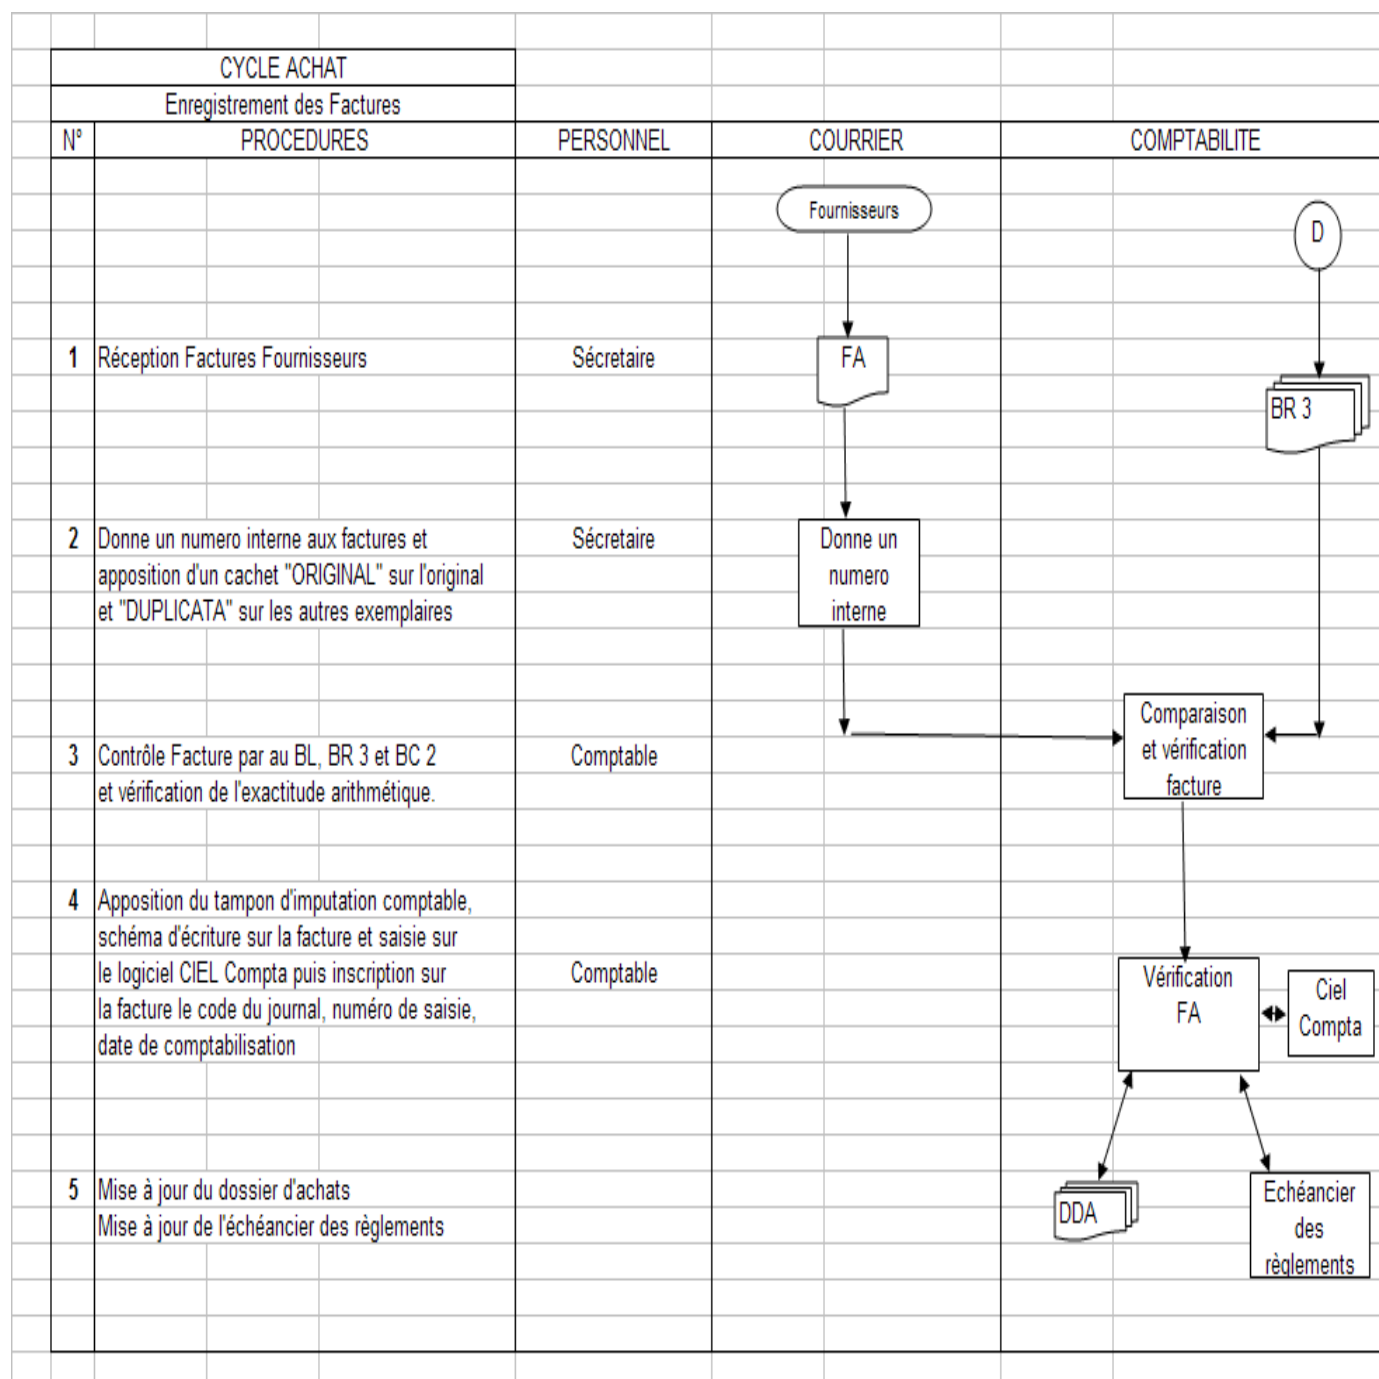 CYCLE ACHAT
Enregistrement des Factures
N° PROCEDURES PERSONNEL COURRIER COMPTABILITE
Fournisseurs
D
1 Réception Factures Fournisseurs Sécretaire FA
BR 3
2 Donne un numero interne aux factures et Sécretaire Donne un
apposition d'un cachet "ORIGINAL" sur l'original numero
et "DUPLICATA" sur les autres exemplaires interne
Comparaison
et vérification
facture
3 Contrôle Facture par au BL, BR 3 et BC 2 Comptable
et vérification de l'exactitude arithmétique.
4 Apposition du tampon d'imputation comptable,
schéma d'écriture sur la facture et saisie sur
le logiciel CIEL Compta puis inscription sur Comptable
la facture le code du journal, numéro de saisie,
date de comptabilisation
Vérification
FA
Ciel
Compta
5 Mise à jour du dossier d'achats
Mise à jour de l'échéancier des règlements
DDA
Echéancier
des
règlements